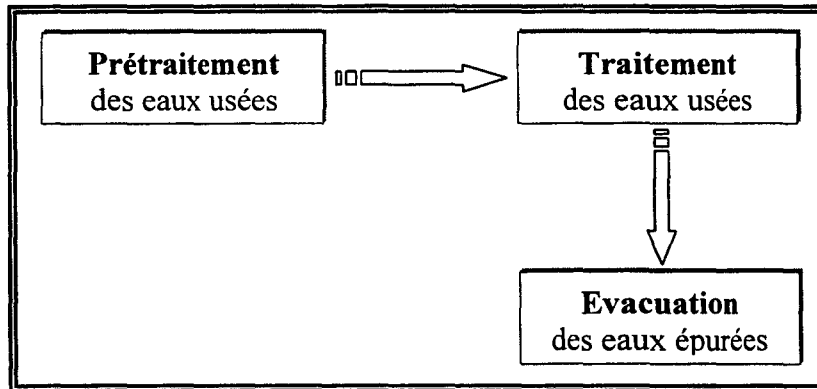 Prétraitement
des eaux usées
Traitement
des eaux usées
Evacuation
des eaux épurées